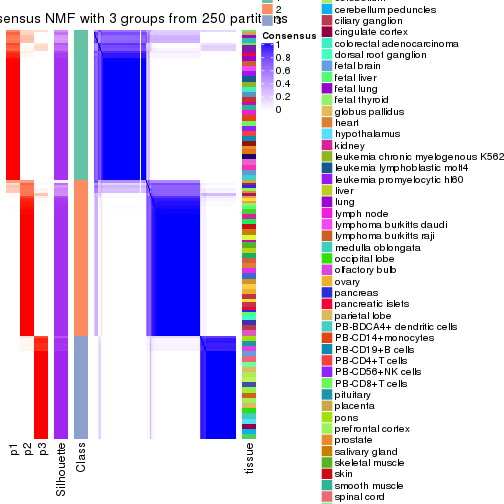 sensus NMF with 3 groups from 250 partitions
2
3
Consensus
1
0.8
0.6
0.4
0.2
0
cerebellum peduncles
ciliary ganglion
cingulate cortex
colorectal adenocarcinoma
dorsal root ganglion
fetal brain
fetal liver
fetal lung
fetal thyroid
globus pallidus
heart
hypothalamus
kidney
leukemia chronic myelogenous K562
leukemia lymphoblastic molt4
leukemia promyelocytic hl60
liver
lung
lymph node
lymphoma burkitts daudi
lymphoma burkitts raji
medulla oblongata
occipital lobe
olfactory bulb
ovary
pancreas
pancreatic islets
parietal lobe
PB-BDCA4+ dendritic cells
PB-CD14+monocytes
PB-CD19+B cells
PB-CD4+T cells
PB-CD56+NK cells
PB-CD8+T cells
pituitary
placenta
pons
prefrontal cortex
prostate
salivary gland
skeletal muscle
skin
smooth muscle
spinal cord
p1
p2
p3
Silhouette
Class
tissue